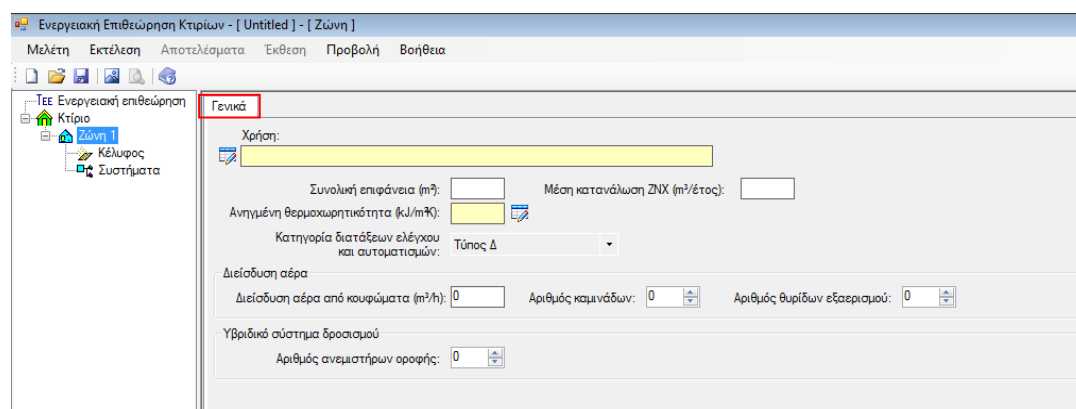 Ενεργειακή Επιθεώρηση Κτιρίων - [ Untitled ] - [ Ζώνη ]
Μελέτη Εκτέλεση Αποτελέσματα Έκθεση Προβολή Βοήθεια
ΤΕΕ Ενεργειακή επιθεώρηση
Κτίριο
Ζώνη 1
Κέλυφος
Συστήματα
Γενικά
Χρήση:
Συνολική επιφάνεια (m²): Μέση κατανάλωση ΖΝΧ (m³/έτος):
Ανηγμένη θερμοχωρητικότητα (kJ/m²K):
Κατηγορία διατάξεων ελέγχου
και αυτοματισμών: Τύπος Δ
Διείσδυση αέρα
Διείσδυση αέρα από κουφώματα (m³/h): 0 Αριθμός καμινάδων: 0 Αριθμός θυρίδων εξαερισμού: 0
Υβριδικό σύστημα δροσισμού
Αριθμός ανεμιστήρων οροφής: 0